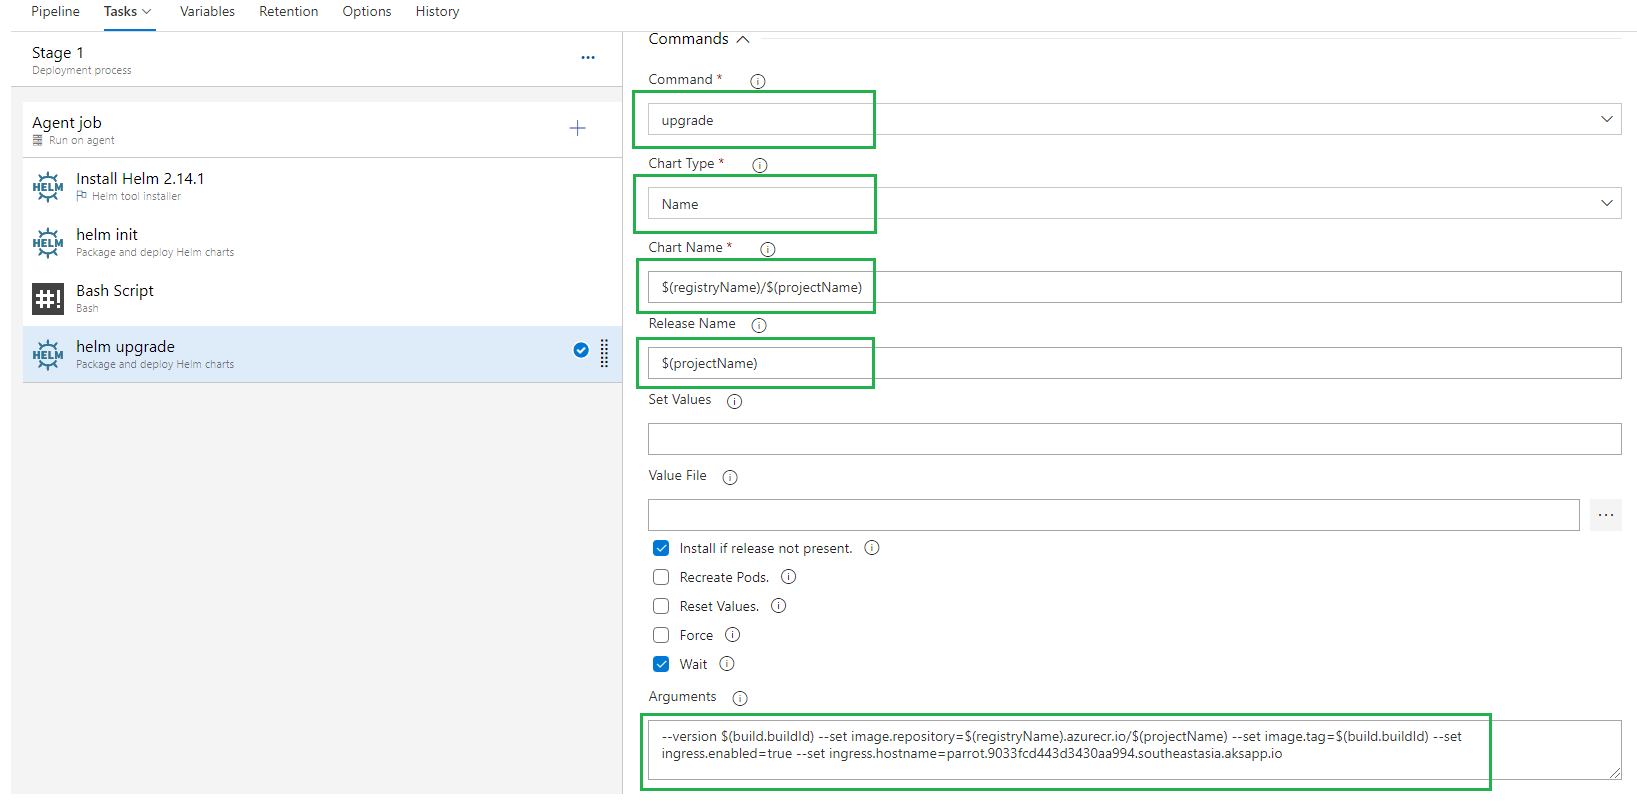 Pipeline Tasks Variables Retention Options History
Stage 1
Deployment process
...
Agent job
Run on agent
HELM
Install Helm 2.14.1
Helm tool installer
HELM
helm init
Package and deploy Helm charts
#!
Bash Script
Bash
HELM
helm upgrade
Package and deploy Helm charts
Commands
Command *
upgrade
Chart Type *
Name
Chart Name *
$(registryName)/$(projectName)
Release Name
$(projectName)
Set Values
Value File
...
Install if release not present.
Recreate Pods.
Reset Values.
Force
Wait
Arguments
--version $(build.buildId) --set image.repository=$(registryName).azurecr.io/$(projectName) --set image.tag=$(build.buildId) --set
ingress.enabled=true --set ingress.hostname=parrot.9033fcd443d3430aa994.southeastasia.aksapp.io